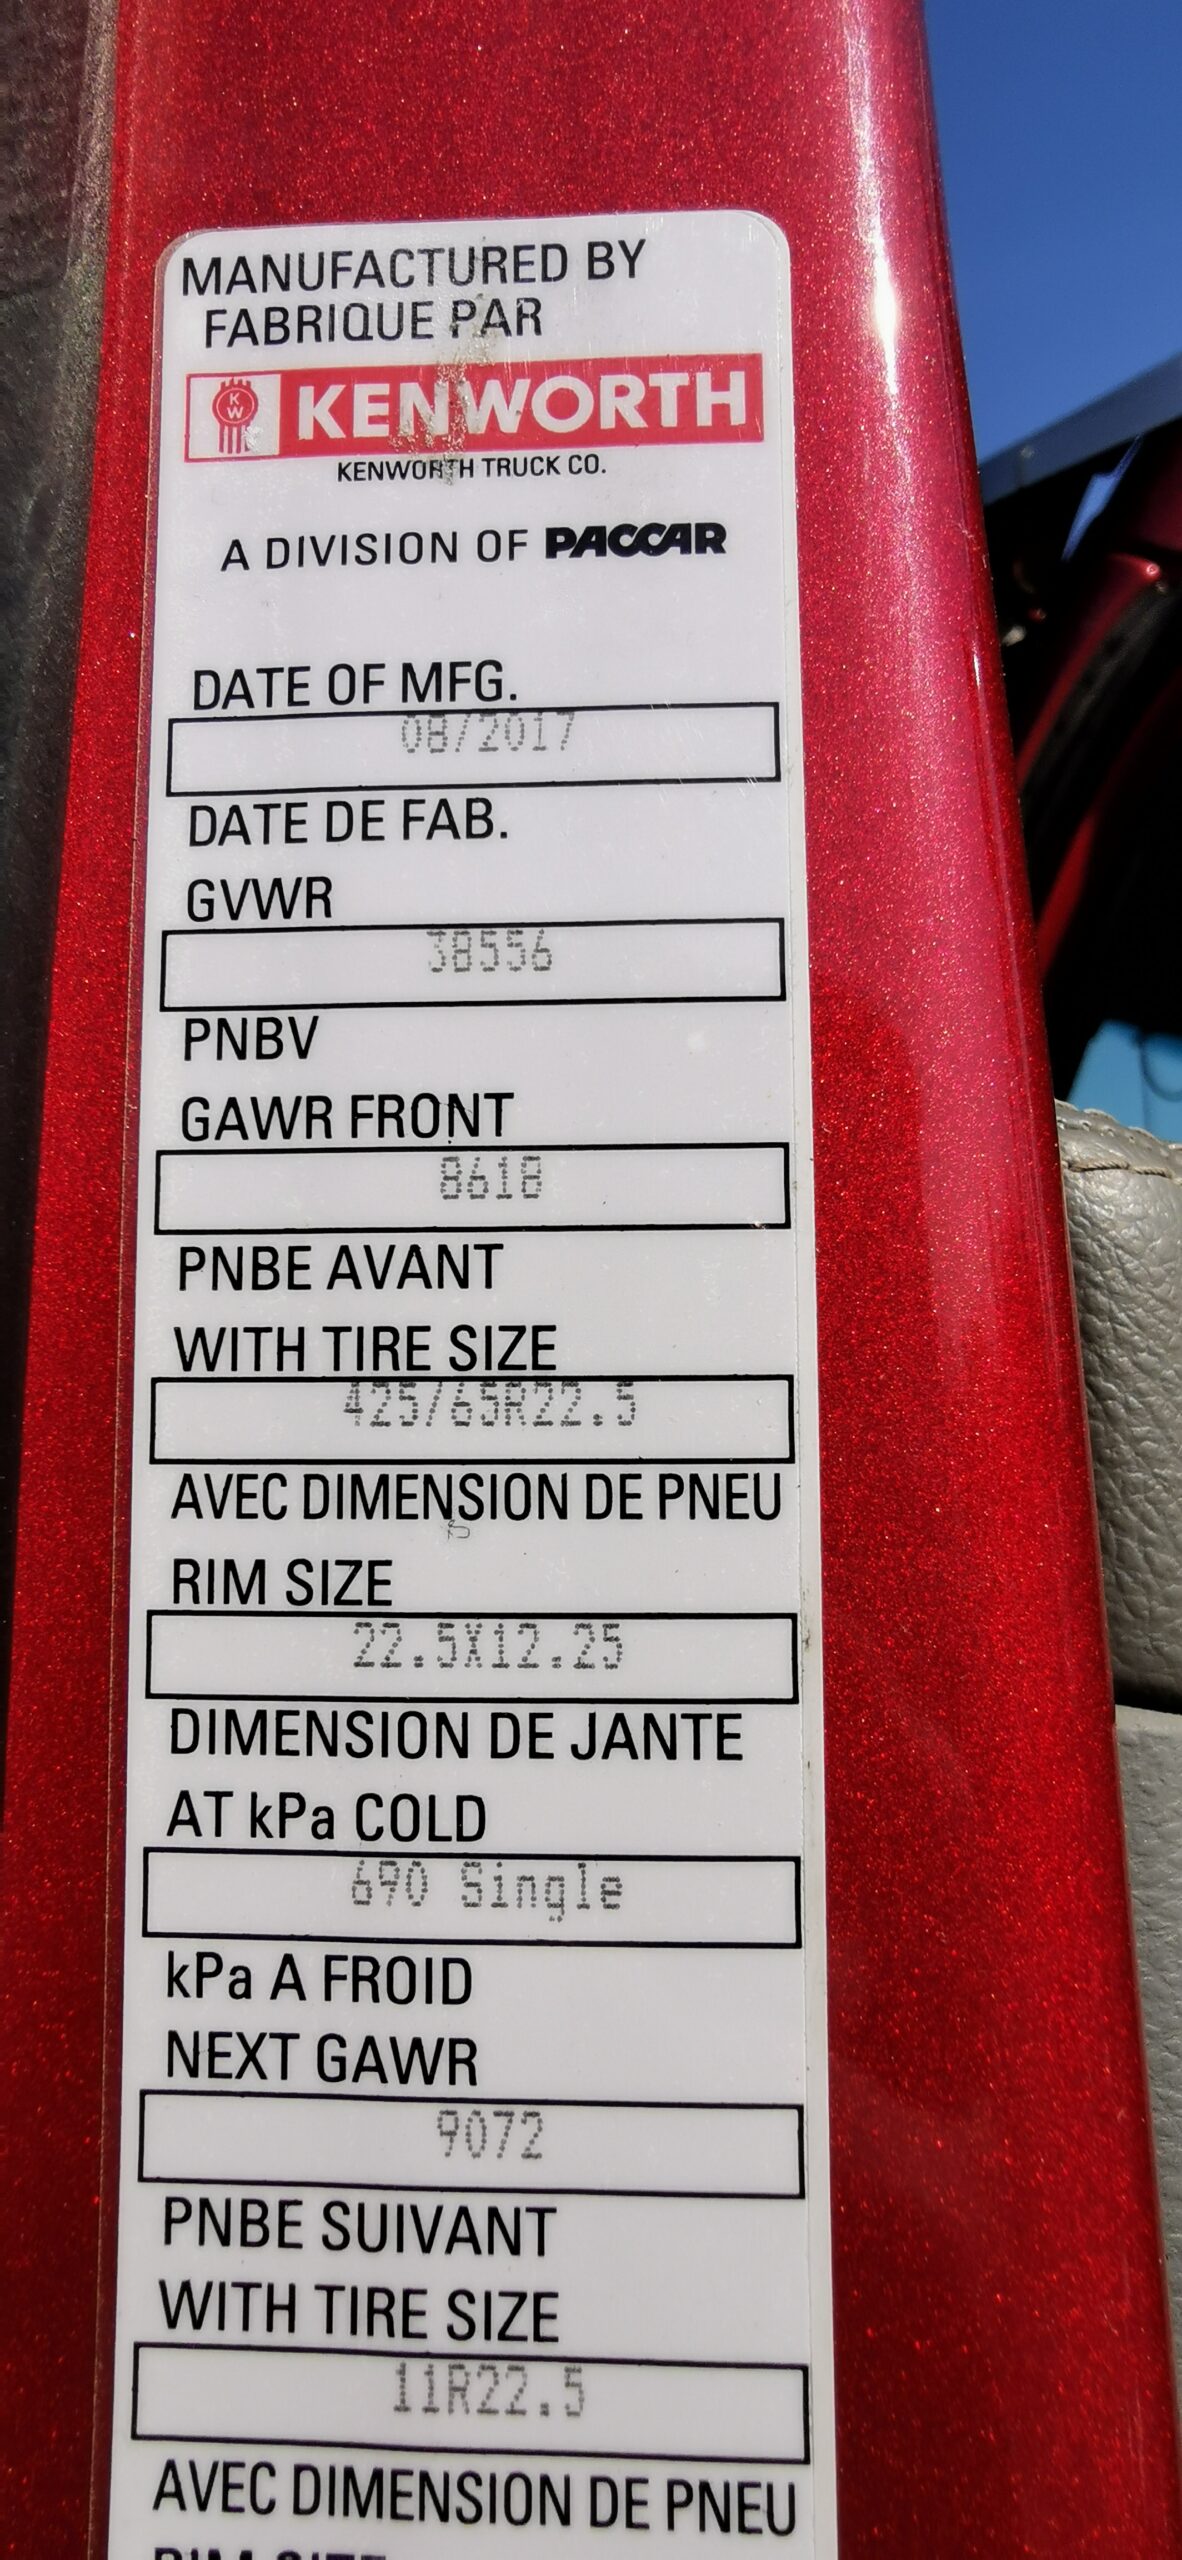 MANUFACTURED BY
FABRIQUE PAR
KW KENWORTH
KENWORTH TRUCK CO.
A DIVISION OF PACCAR
DATE OF MFG.
08/2017
DATE DE FAB.
GVWR
38556
PNBV
GAWR FRONT
8618
PNBE AVANT
WITH TIRE SIZE
425/65R22.5
AVEC DIMENSION DE PNEU
RIM SIZE
22.5X12.25
DIMENSION DE JANTE
AT kPa COLD
690 Single
kPa A FROID
NEXT GAWR
9072
PNBE SUIVANT
WITH TIRE SIZE
11R22.5
AVEC DIMENSION DE PNEU
RIM SIZE